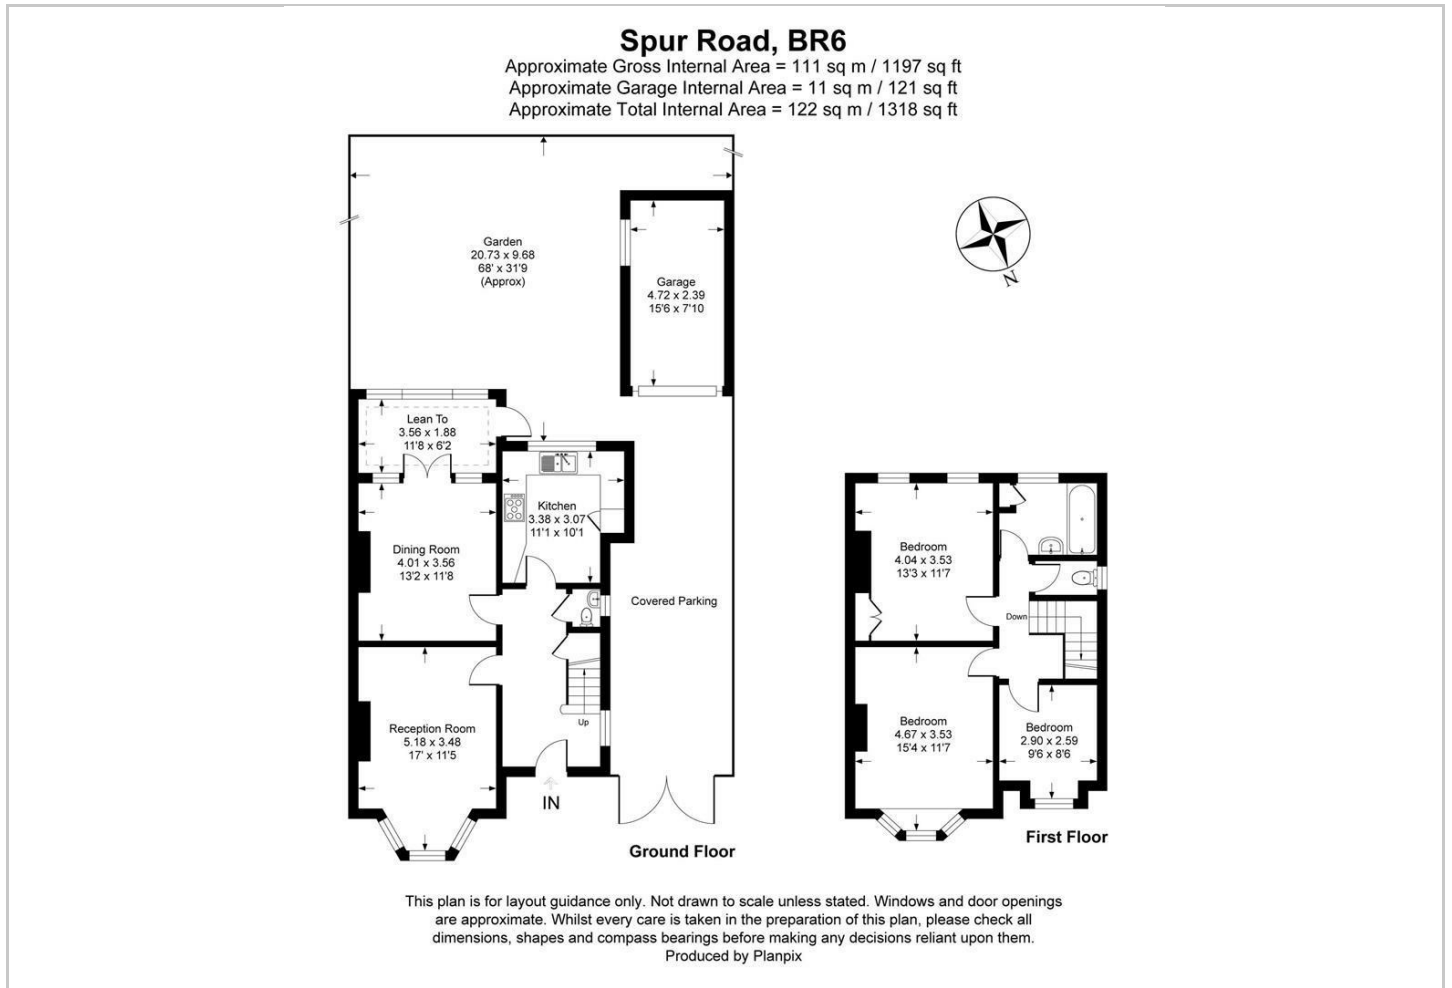 Spur Road, BR6
Approximate Gross Internal Area = 111 sq m / 1197 sq ft
Approximate Garage Internal Area = 11 sq m / 121 sq ft
Approximate Total Internal Area = 122 sq m / 1318 sq ft
Garden
20.73 x 9.68
68' x 31'9
(Approx)
Garage
4.72 x 2.39
15'6 x 7'10
N
Lean To
3.56 x 1.88
11'8 x 6'2
Kitchen
3.38 x 3.07
11'1 x 10'1
Dining Room
4.01 x 3.56
13'2 x 11'8
Covered Parking
Reception Room
5.18 x 3.48
17' x 11'5
Up
IN
Ground Floor
Bedroom
4.04 x 3.53
13'3 x 11'7
Down
Bedroom
4.67 x 3.53
15'4 x 11'7
Bedroom
2.90 x 2.59
9'6 x 8'6
First Floor
This plan is for layout guidance only. Not drawn to scale unless stated. Windows and door openings
are approximate. Whilst every care is taken in the preparation of this plan, please check all
dimensions, shapes and compass bearings before making any decisions reliant upon them.
Produced by Planpix